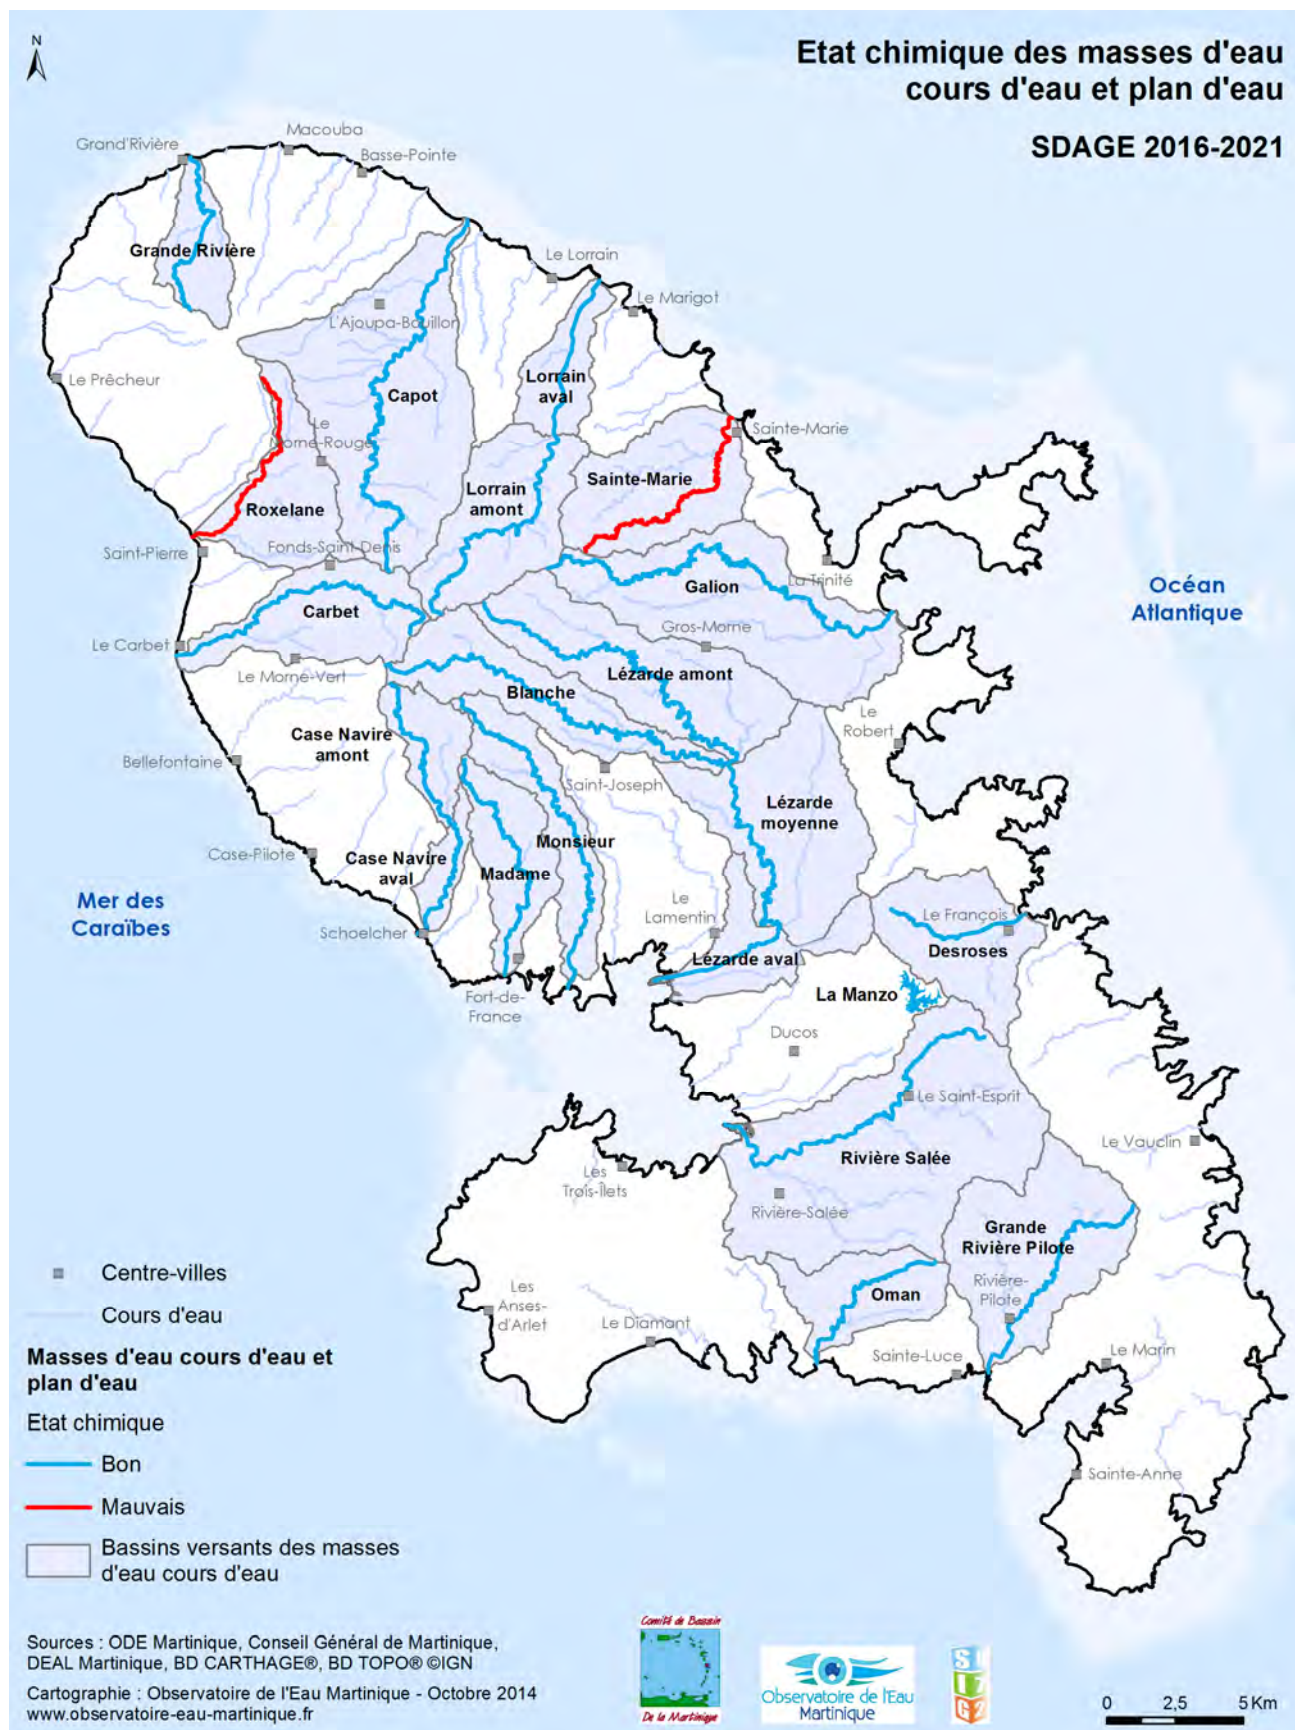 N
Etat chimique des masses d'eau
cours d'eau et plan d'eau
SDAGE 2016-2021
Macouba
Grand'Rivière
Basse-Pointe
Grande Rivière
Le Lorrain
Le Marigot
L'Ajoupa-Bouillon
Le Prêcheur
Lorrain
aval
Capot
Le
Morne-Rouge
Sainte-Marie
Sainte-Marie
Lorrain
amont
Roxelane
Saint-Pierre
Fonds-Saint-Denis
La Trinité
Galion
Océan
Atlantique
Carbet
Gros-Morne
Le Carbet
Le Morne-Vert
Lézarde amont
Blanche
Le
Robert
Case Navire
amont
Bellefontaine
Saint-Joseph
Lézarde
moyenne
Monsieur
Case-Pilote
Case Navire
aval
Madame
Mer des
Caraïbes
Le
Lamentin
Le François
Schoelcher
Desroses
Lézarde aval
La Manzo
Fort-de-
France
Ducos
Le Saint-Esprit
Le Vauclin
Rivière Salée
Les
Trois-Îlets
Rivière-Salée
Grande
Rivière Pilote
Centre-villes
Rivière-
Pilote
Les
Anses-
d'Arlet
Oman
Cours d'eau
Le Diamant
Sainte-Luce
Le Marin
Masses d'eau cours d'eau et
plan d'eau
Etat chimique
Bon
Sainte-Anne
Mauvais
Bassins versants des masses
d'eau cours d'eau
Sources : ODE Martinique, Conseil Général de Martinique,
DEAL Martinique, BD CARTHAGE®, BD TOPO® ©IGN
Cartographie : Observatoire de l'Eau Martinique - Octobre 2014
www.observatoire-eau-martinique.fr
Comité de Bassin
De la Martinique
Observatoire de l'Eau
Martinique
0 2,5 5 Km